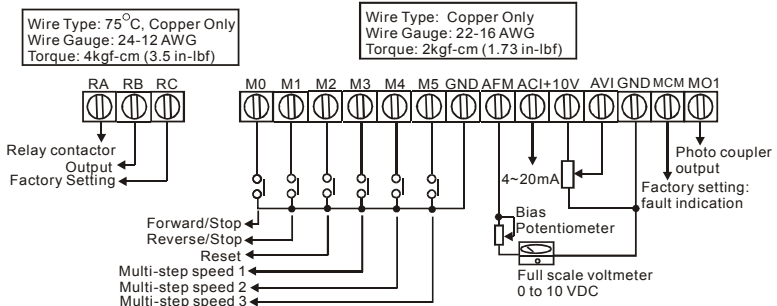 Wire Type: 75°C, Copper Only
Wire Gauge: 24-12 AWG
Torque: 4kgf-cm (3.5 in-lbf)
Wire Type: Copper Only
Wire Gauge: 22-16 AWG
Torque: 2kgf-cm (1.73 in-lbf)
RA RB RC
M0 M1 M2 M3 M4 M5 GND AFM ACI +10V AVI GND MCM MO1
Relay contactor
Output
Factory Setting
4~20mA
Photo coupler
output
Factory setting:
fault indication
Forward/Stop
Reverse/Stop
Reset
Multi-step speed 1
Multi-step speed 2
Multi-step speed 3
Bias
Potentiometer
Full scale voltmeter
0 to 10 VDC